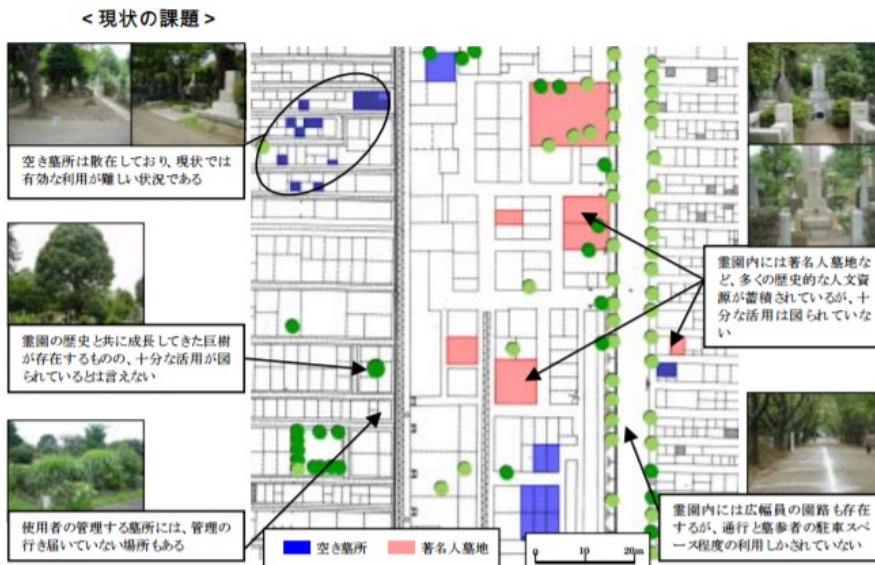 ＜現状の課題＞
空き墓所は散在しており、現状では
有効な利用が難しい状況である
霊園の歴史と共に成長してきた巨樹
が存在するものの、十分な活用が図
られているとは言えない
使用者の管理する墓所には、管理の
行き届いていない場所もある
霊園内には著名人墓地な
ど、多くの歴史的な人文資
源が蓄積されているが、十
分な活用は図られていな
い
霊園内には広幅員の園路も存在
するが、通行と墓参者の駐車スペ
ース程度の利用しかされていない
空き墓所 著名人墓地
0 10 20m